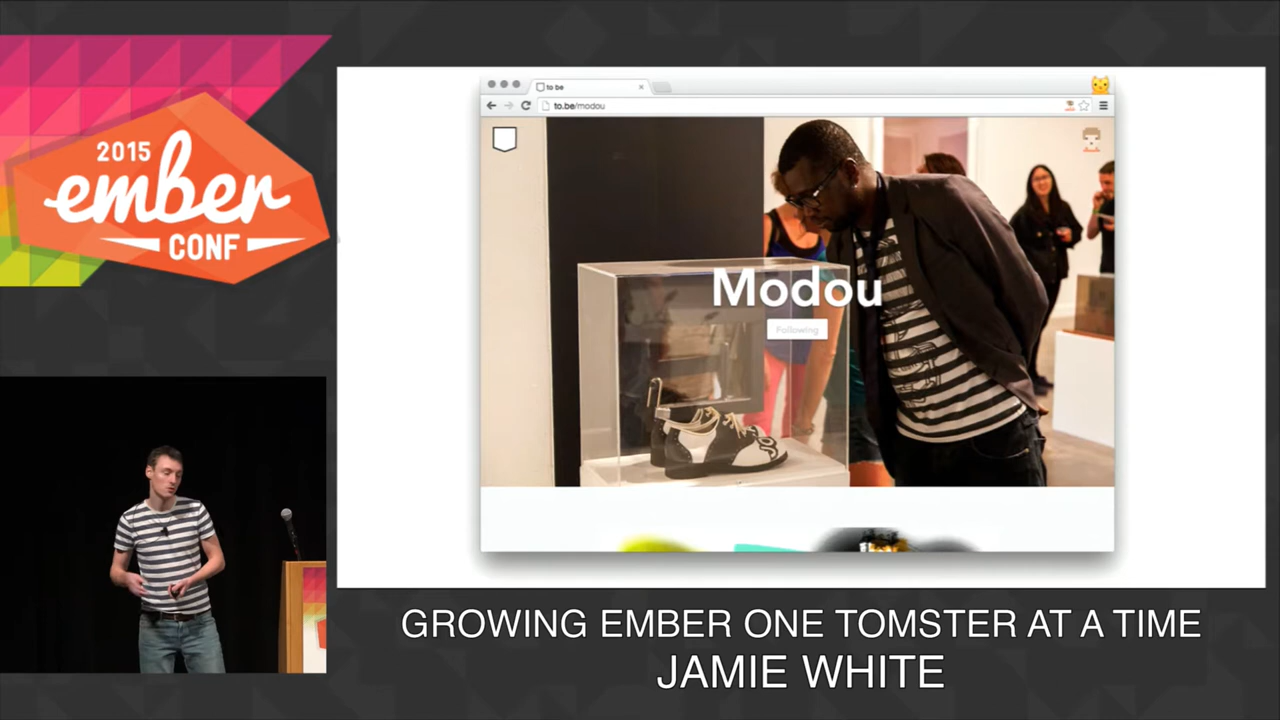 2015
ember
CONF
to be
to.be/modou
Modou
Following
GROWING EMBER ONE TOMSTER AT A TIME
JAMIE WHITE